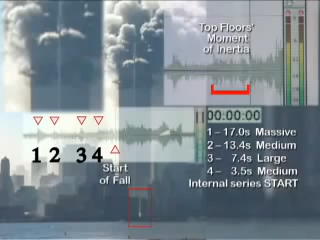 Top Floors'
Moment
of Inertia
00:00:00
1 2 3 4
1 – 17.0s Massive
2 – 13.4s Medium
3 – 7.4s Large
4 – 3.5s Medium
Internal series START
Start
of Fall